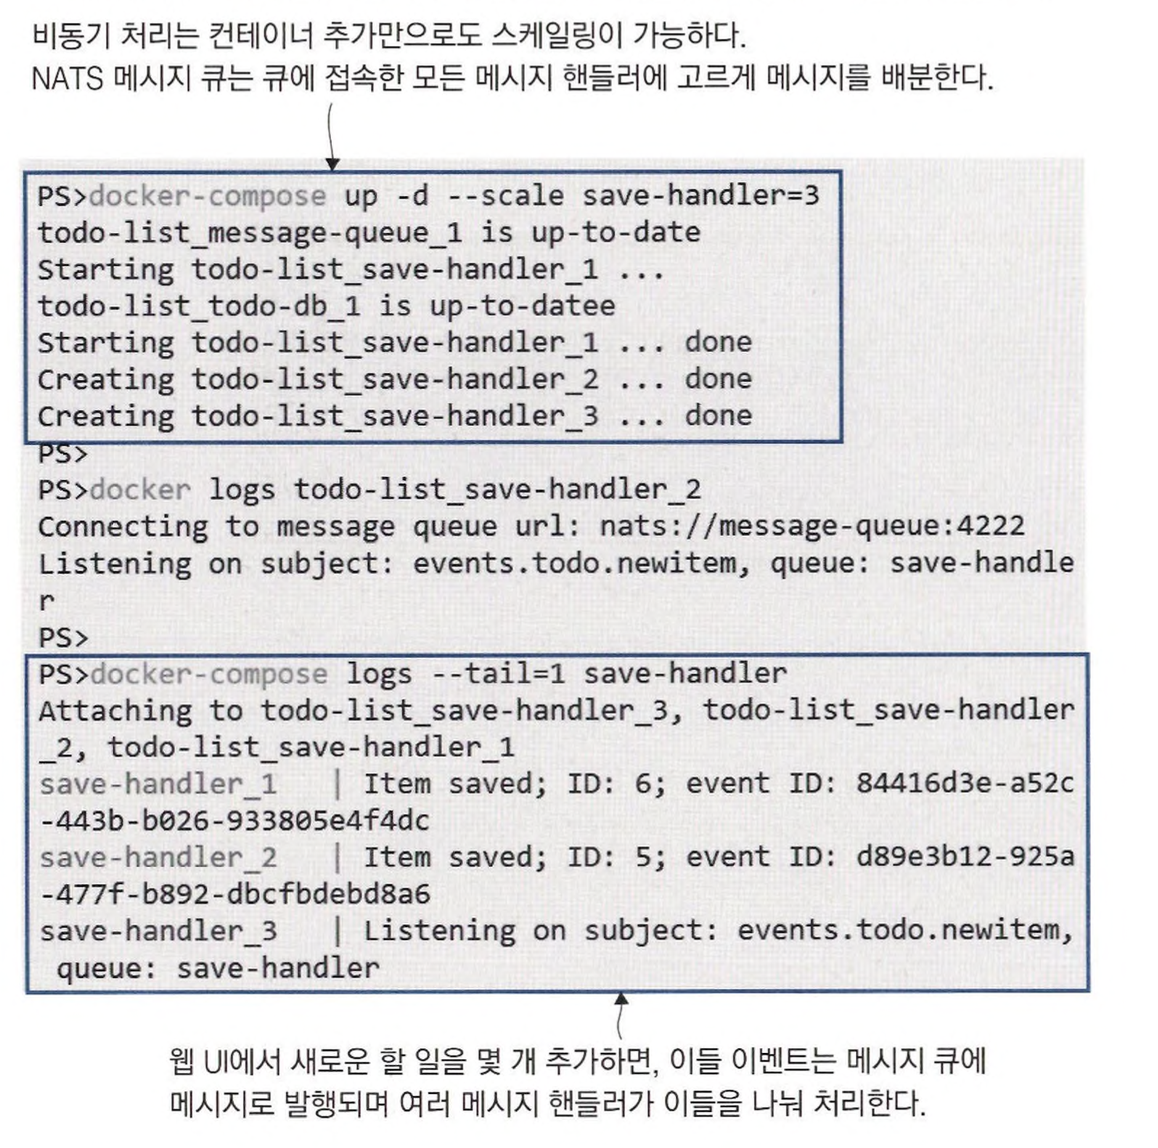 비동기 처리는 컨테이너 추가만으로도 스케일링이 가능하다.
NATS 메시지 큐는 큐에 접속한 모든 메시지 핸들러에 고르게 메시지를 배분한다.
PS>docker-compose up -d --scale save-handler=3
todo-list_message-queue_1 is up-to-date
Starting todo-list_save-handler_1 ...
todo-list_todo-db_1 is up-to-datee
Starting todo-list_save-handler_1 ... done
Creating todo-list_save-handler_2 ... done
Creating todo-list_save-handler_3 ... done
PS>
PS>docker logs todo-list_save-handler_2
Connecting to message queue url: nats://message-queue:4222
Listening on subject: events.todo.newitem, queue: save-handle
r
PS>
PS>docker-compose logs --tail=1 save-handler
Attaching to todo-list_save-handler_3, todo-list_save-handler
_2, todo-list_save-handler_1
save-handler_1   | Item saved; ID: 6; event ID: 84416d3e-a52c
-443b-b026-933805e4f4dc
save-handler_2   | Item saved; ID: 5; event ID: d89e3b12-925a
-477f-b892-dbcfbdebd8a6
save-handler_3   | Listening on subject: events.todo.newitem,
queue: save-handler
웹 UI에서 새로운 할 일을 몇 개 추가하면, 이들 이벤트는 메시지 큐에
메시지로 발행되며 여러 메시지 핸들러가 이들을 나눠 처리한다.